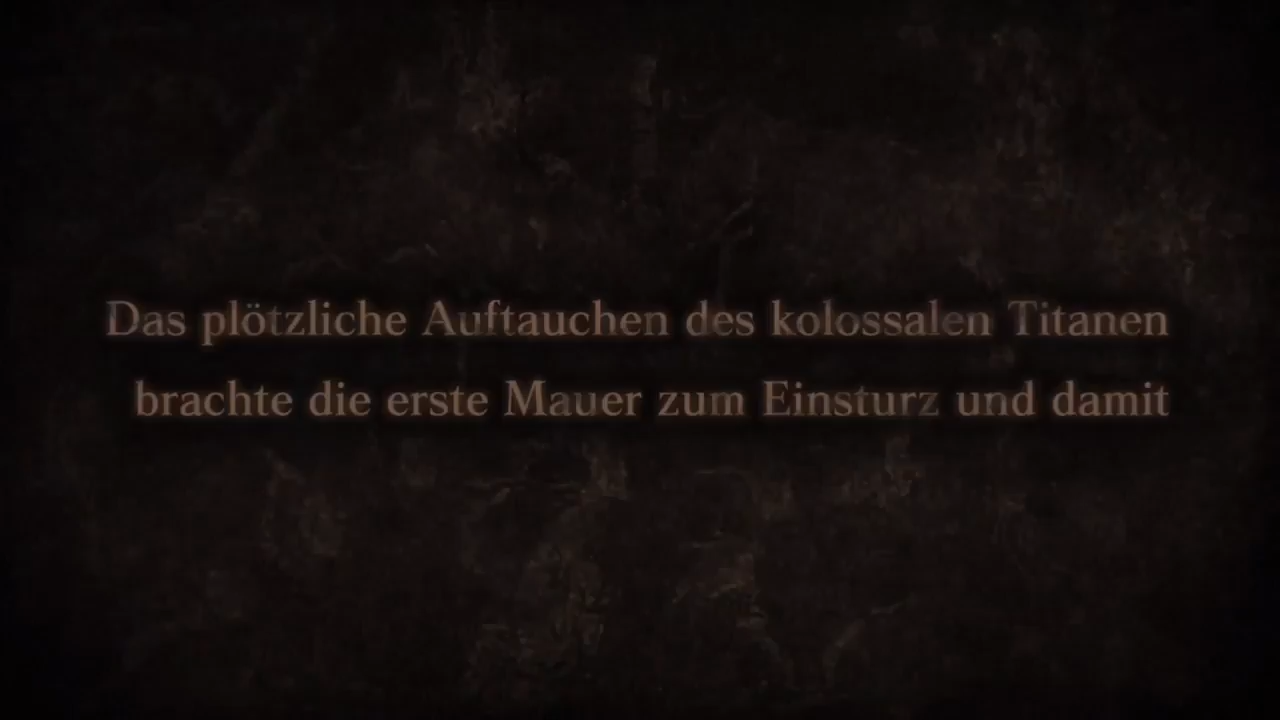 Das plötzliche Auftauchen des kolossalen Titanen
brachte die erste Mauer zum Einsturz und damit